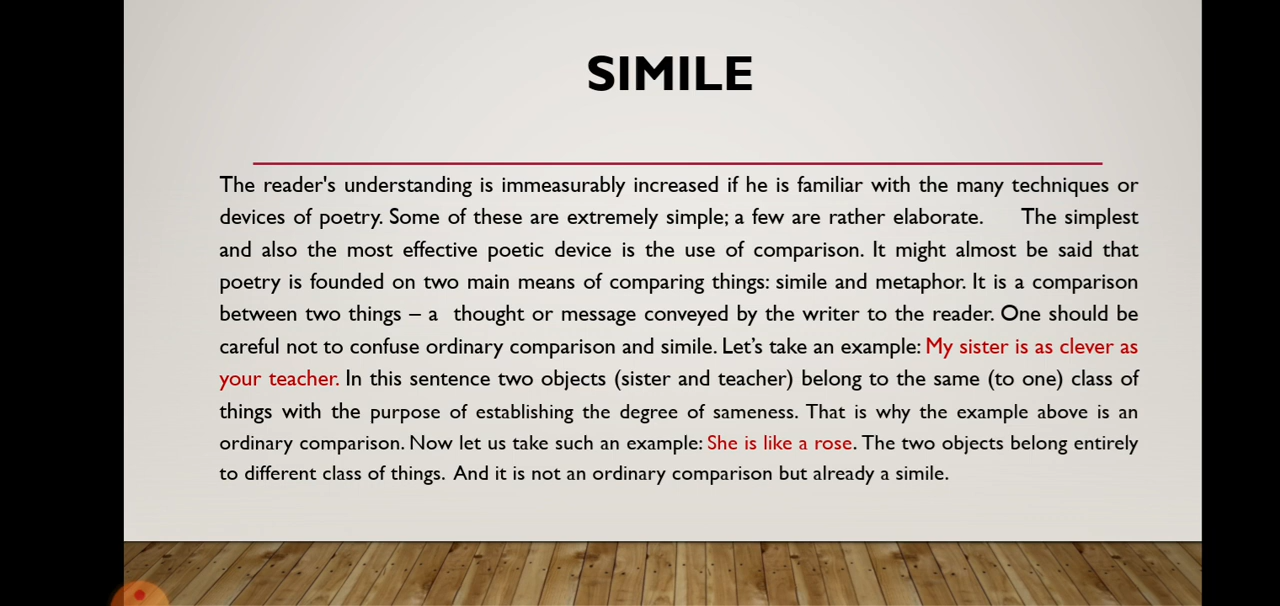 SIMILE
The reader's understanding is immeasurably increased if he is familiar with the many techniques or
devices of poetry. Some of these are extremely simple; a few are rather elaborate. The simplest
and also the most effective poetic device is the use of comparison. It might almost be said that
poetry is founded on two main means of comparing things: simile and metaphor. It is a comparison
between two things – a thought or message conveyed by the writer to the reader. One should be
careful not to confuse ordinary comparison and simile. Let’s take an example: My sister is as clever as
your teacher. In this sentence two objects (sister and teacher) belong to the same (to one) class of
things with the purpose of establishing the degree of sameness. That is why the example above is an
ordinary comparison. Now let us take such an example: She is like a rose. The two objects belong entirely
to different class of things. And it is not an ordinary comparison but already a simile.